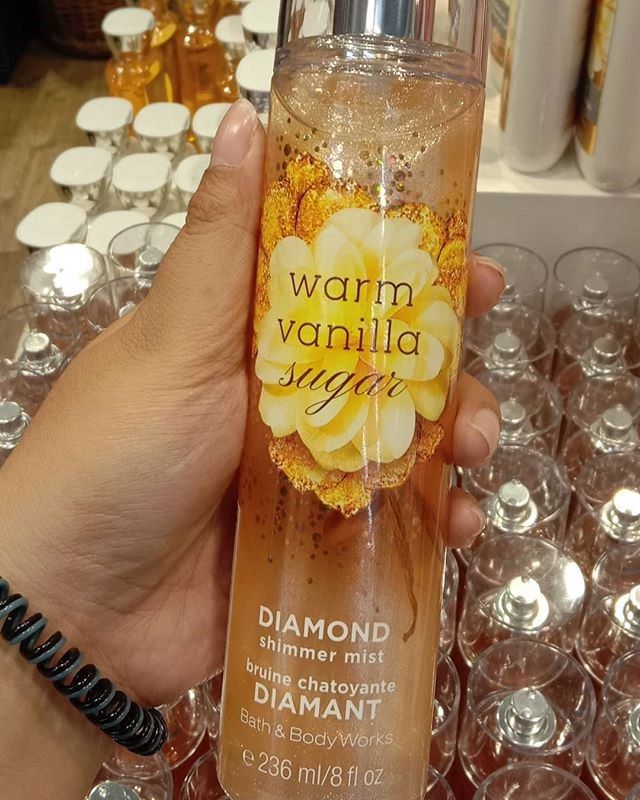 warm
vanilla
sugar
DIAMOND
shimmer mist
bruine chatoyante
DIAMANT
Bath & Body Works
e 236 ml/8 fl oz